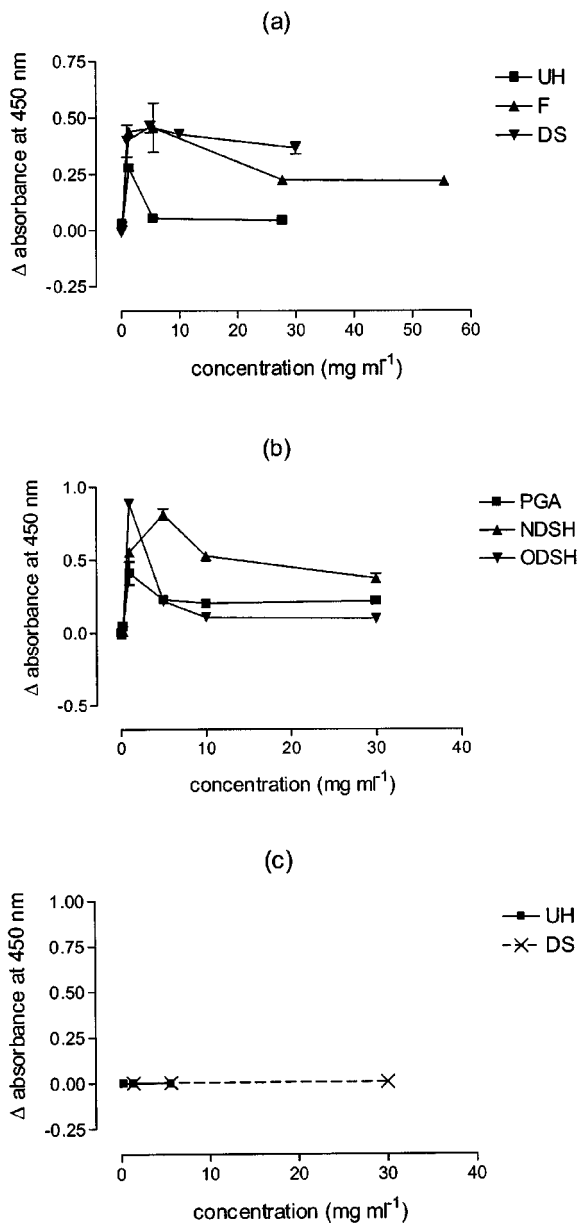 (a)
Δ absorbance at 450 nm
0.75
0.50
0.25
0.00
-0.25
0 10 20 30 40 50 60
concentration (mg ml⁻¹)
UH
F
DS
(b)
Δ absorbance at 450 nm
1.0
0.5
0.0
-0.5
0 10 20 30 40
concentration (mg ml⁻¹)
PGA
NDSH
ODSH
(c)
Δ absorbance at 450 nm
1.00
0.75
0.50
0.25
0.00
-0.25
0 10 20 30 40
concentration (mg ml⁻¹)
UH
DS